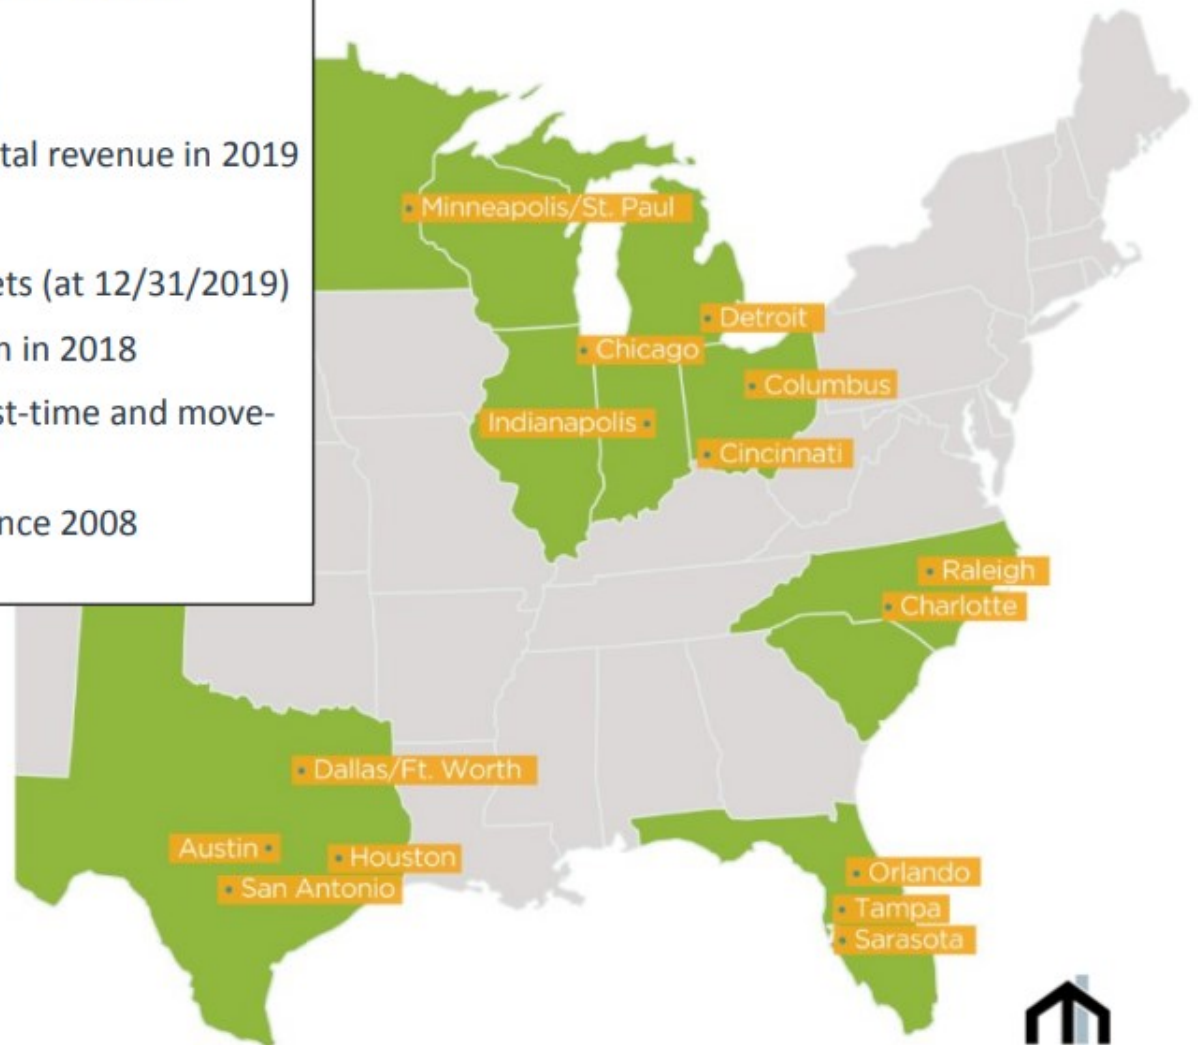 tal revenue in 2019
ets (at 12/31/2019)
n in 2018
st-time and move-
nce 2008
Minneapolis/St. Paul
Detroit
Chicago
Columbus
Indianapolis
Cincinnati
Raleigh
Charlotte
Dallas/Ft. Worth
Austin
Houston
San Antonio
Orlando
Tampa
Sarasota